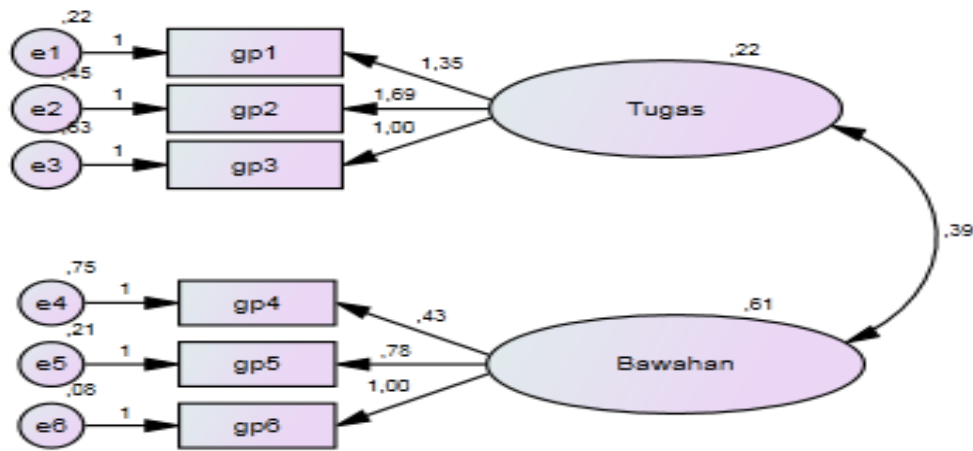 ,22
e1 1 gp1
1,35
,22
,45
e2 1 gp2
1,69
Tugas
,63
e3 1 gp3
1,00
,39
,75
e4 1 gp4
,43
,61
,21
e5 1 gp5
,78
Bawahan
,08
e6 1 gp6
1,00